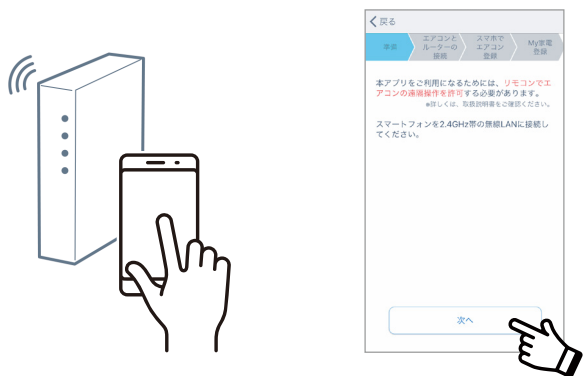 戻る
準備
エアコンと
ルーターの
接続
スマホで
エアコン
登録
My家電
登録
本アプリをご利用になるためには、リモコンでエ
アコンの遠隔操作を許可する必要があります。
※詳しくは、取扱説明書をご確認ください。
スマートフォンを2.4GHz帯の無線LANに接続し
てください。
次へ